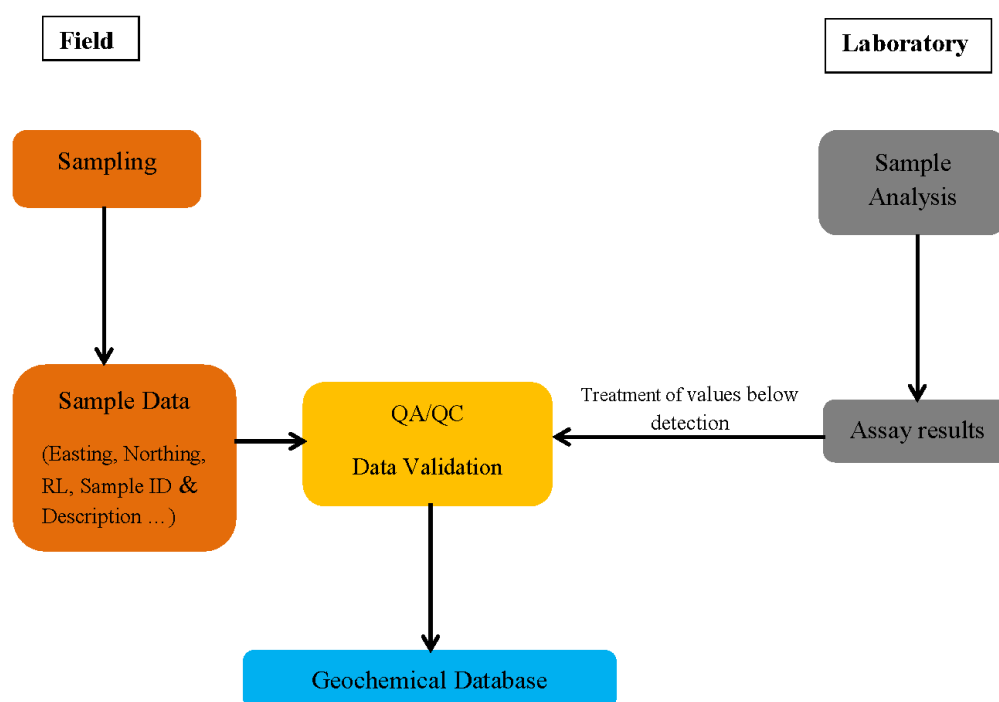 Field
Laboratory
Sampling
Sample
Analysis
Sample Data
(Easting, Northing,
RL, Sample ID &
Description ...)
QA/QC
Data Validation
Treatment of values below
detection
Assay results
Geochemical Database